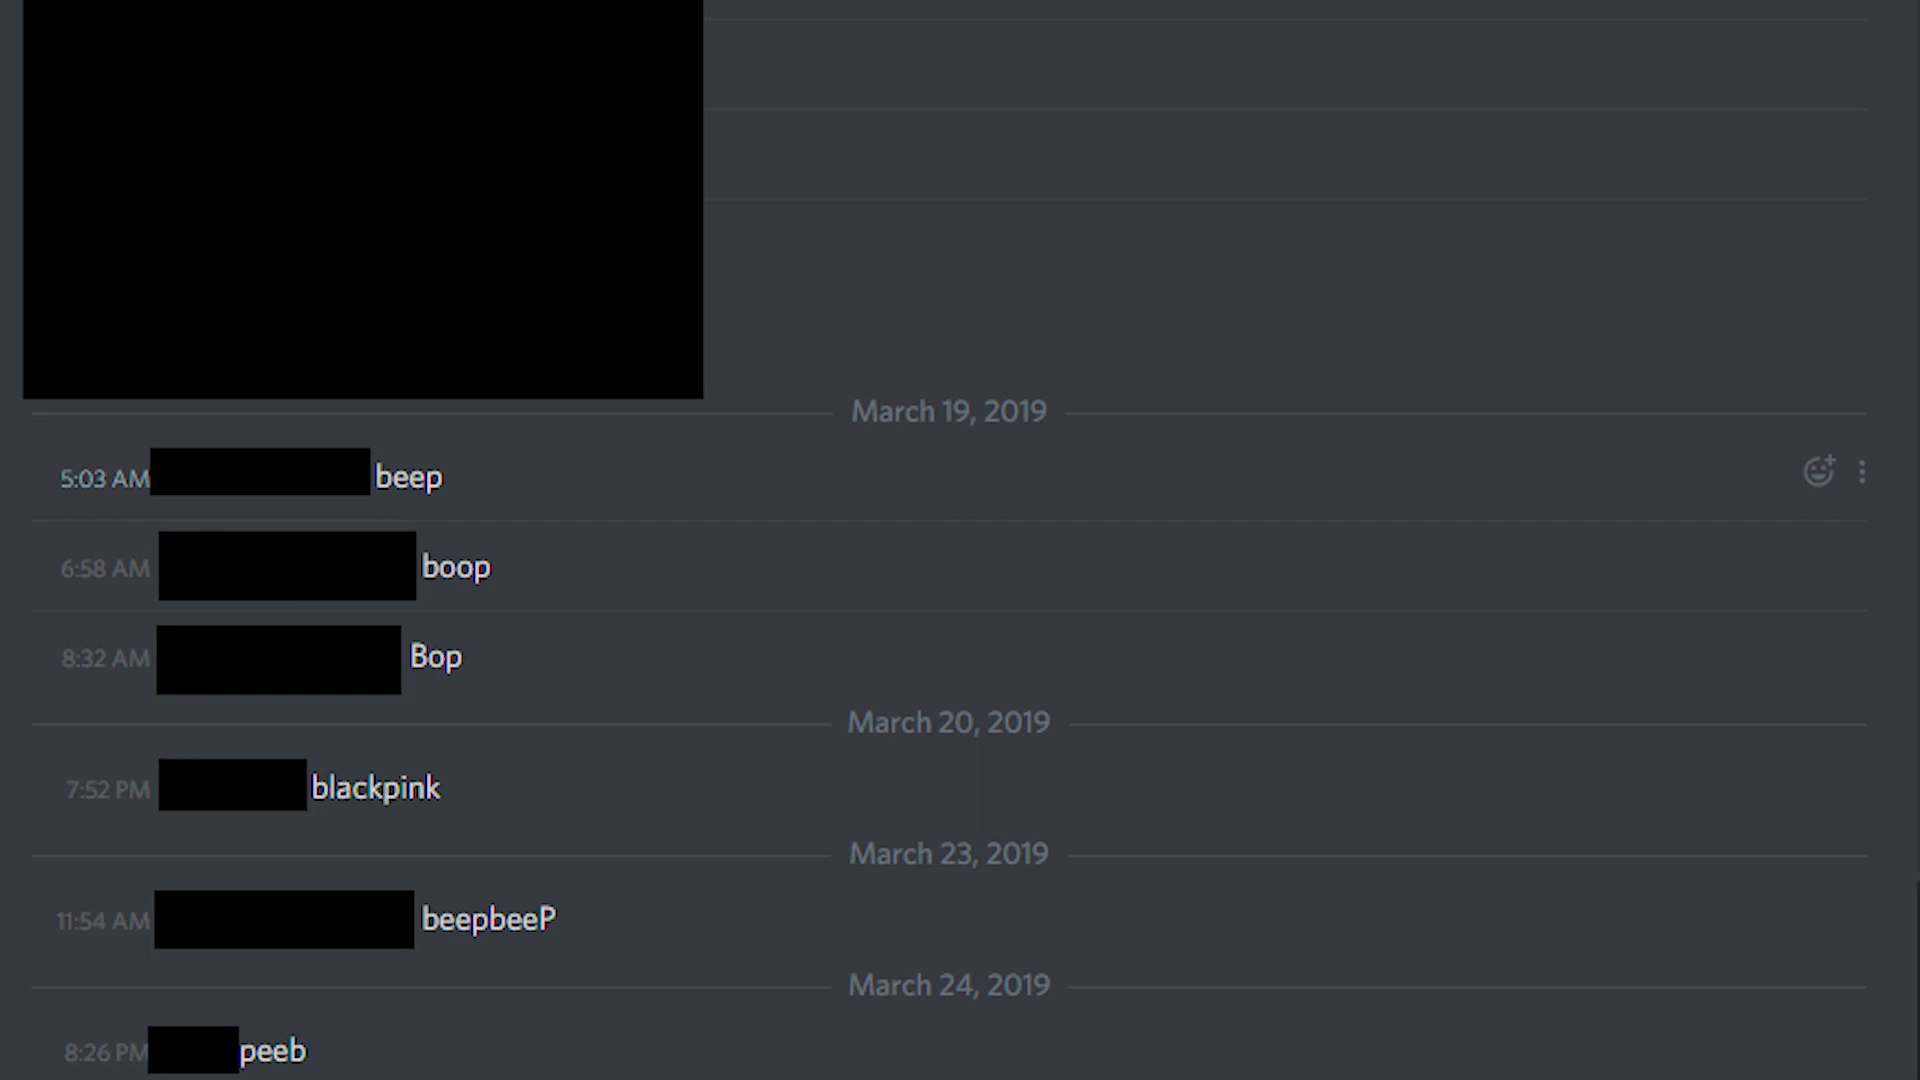 March 19, 2019
5:03 AM beep
6:58 AM boop
8:32 AM Bop
March 20, 2019
7:52 PM blackpink
March 23, 2019
11:54 AM beepbeeP
March 24, 2019
8:26 PM peeb